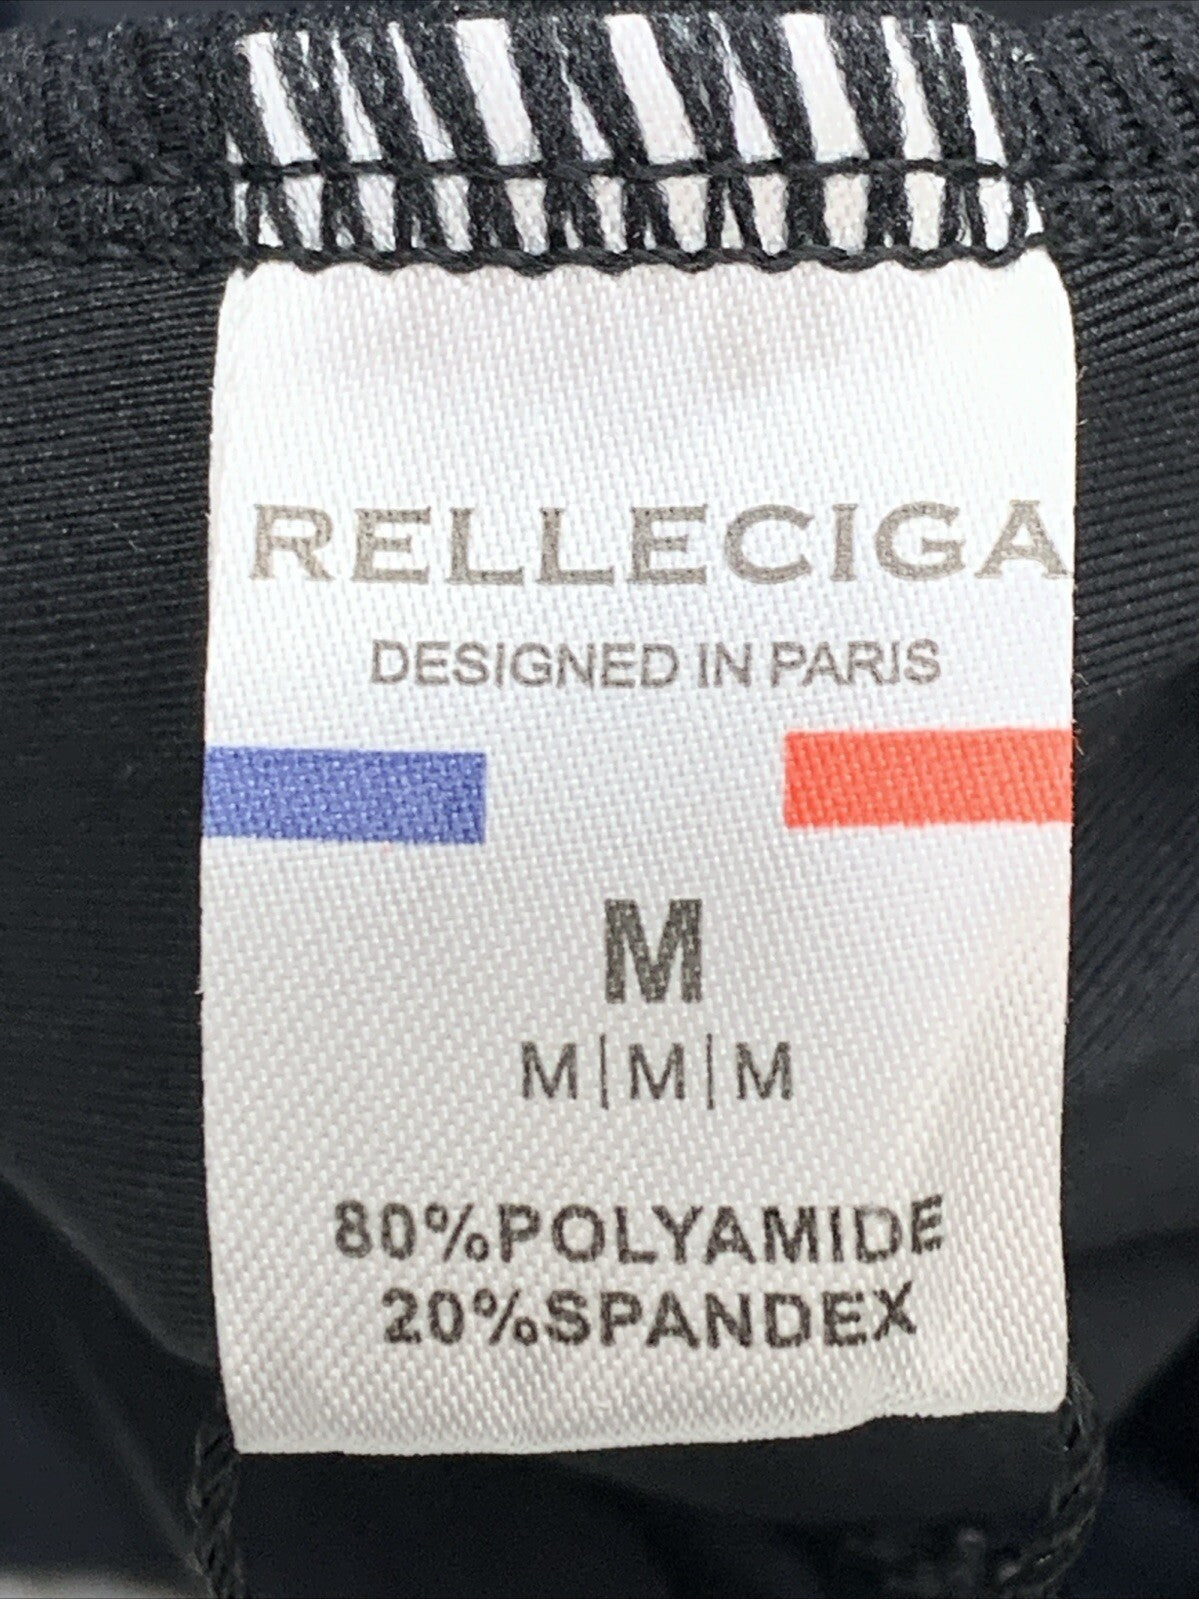 RELLECIGA
DESIGNED IN PARIS
M
M|M|M
80%POLYAMIDE
20%SPANDEX